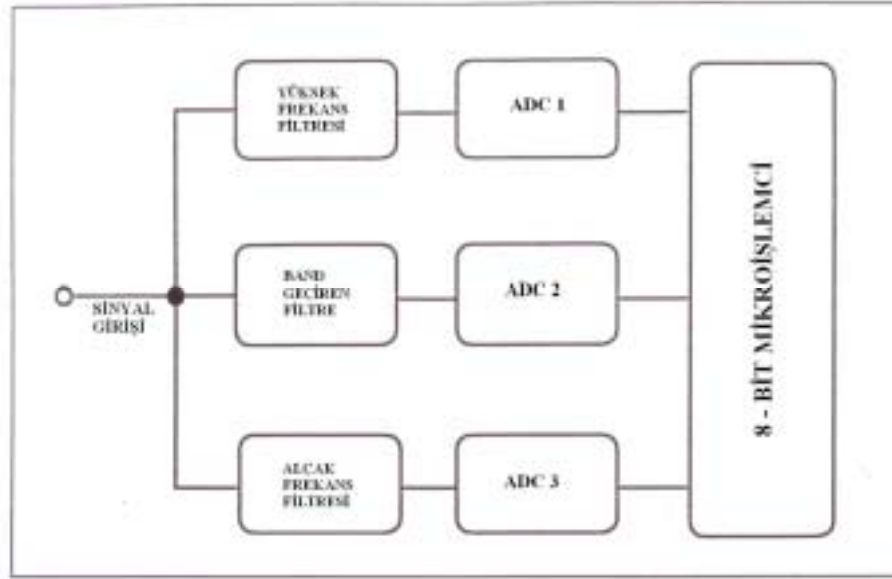 YÜKSEK
FREKANS
FİLTRESİ
ADC 1
BAND
GECİREN
FİLTRE
ADC 2
SİNYAL
GİRİŞİ
ALÇAK
FREKANS
FİLTRESİ
ADC 3
8 - BİT MİKROİŞLEMCİ